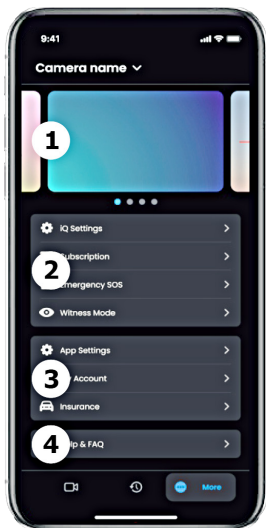 9:41
Camera name
1
iQ Settings
2
Subscription
Emergency SOS
Witness Mode
App Settings
3
Account
Insurance
4
& FAQ
More